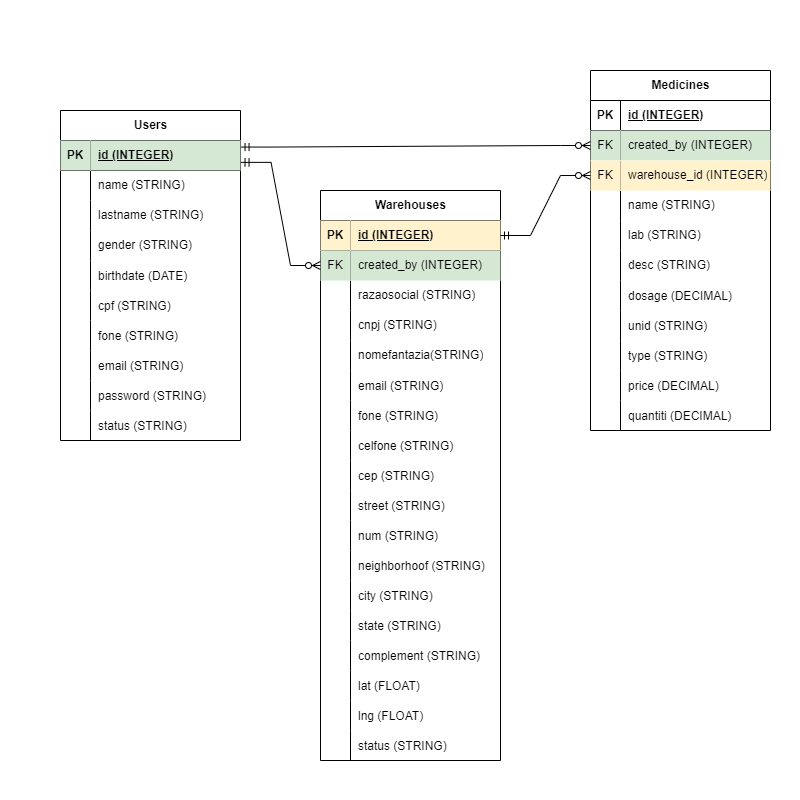 Users
PK id (INTEGER)
name (STRING)
lastname (STRING)
gender (STRING)
birthdate (DATE)
cpf (STRING)
fone (STRING)
email (STRING)
password (STRING)
status (STRING)
Warehouses
PK id (INTEGER)
FK created_by (INTEGER)
razaosocial (STRING)
cnpj (STRING)
nomefantazia(STRING)
email (STRING)
fone (STRING)
celfone (STRING)
cep (STRING)
street (STRING)
num (STRING)
neighborhoof (STRING)
city (STRING)
state (STRING)
complement (STRING)
lat (FLOAT)
lng (FLOAT)
status (STRING)
Medicines
PK id (INTEGER)
FK created_by (INTEGER)
FK warehouse_id (INTEGER)
name (STRING)
lab (STRING)
desc (STRING)
dosage (DECIMAL)
unid (STRING)
type (STRING)
price (DECIMAL)
quantiti (DECIMAL)